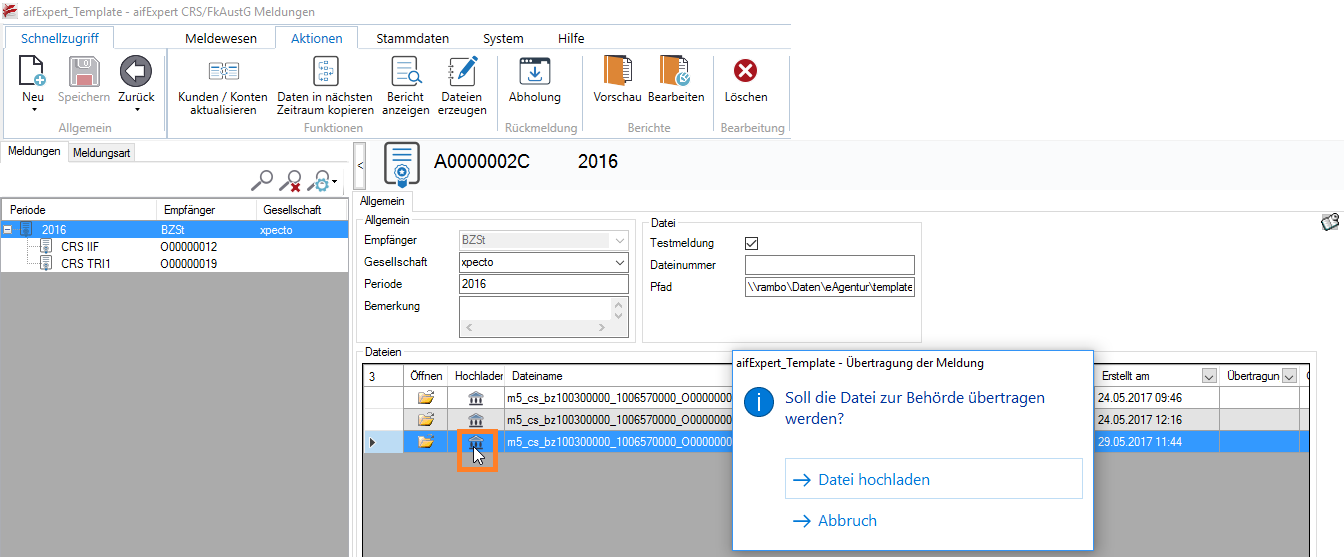 aifExpert_Template - aifExpert CRS/FkAustG Meldungen
Schnellzugriff Meldewesen Aktionen Stammdaten System Hilfe
Neu Speichern Zurück Kunden / Konten Daten in nächsten Bericht Dateien Abholung Vorschau Bearbeiten Löschen
aktualisieren Zeitraum kopieren anzeigen erzeugen
Allgemein Funktionen Rückmeldung Berichte Bearbeitung
Meldungen Meldungsart
< A0000002C 2016
Periode Empfänger Gesellschaft
2016 BZSt xpecto
CRS IIF O00000012
CRS TRI1 O00000019
Allgemein
Allgemein
Empfänger BZSt
Gesellschaft xpecto
Periode 2016
Bemerkung
Datei
Testmeldung
Dateinummer
Pfad \\rambo\Daten\eAgentur\template
Dateien
3 Öffnen Hochlader Dateiname Erstellt am Übertragun
m5_cs_bz100300000_1006570000_O0000000 24.05.2017 09:46
m5_cs_bz100300000_1006570000_O0000000 24.05.2017 12:16
m5_cs_bz100300000_1006570000_O0000000 29.05.2017 11:44
aifExpert_Template - Übertragung der Meldung
Soll die Datei zur Behörde übertragen
werden?
Datei hochladen
Abbruch